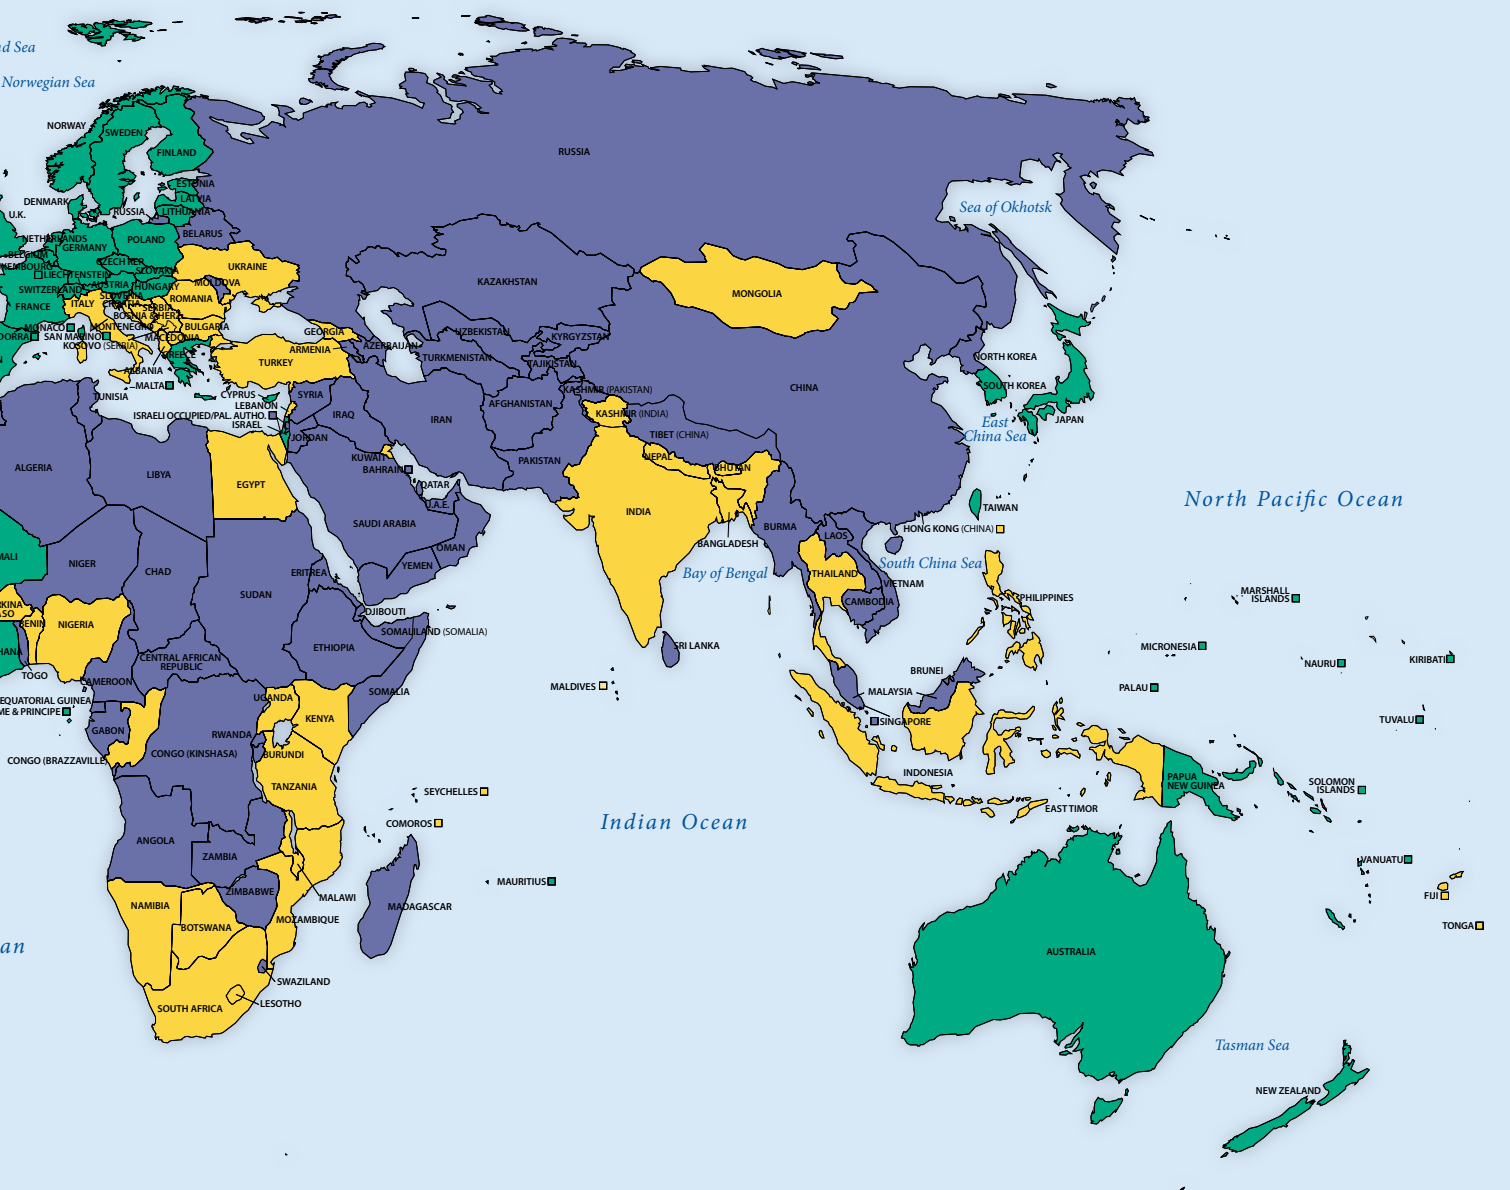 Norwegian Sea
NORWAY
SWEDEN
FINLAND
RUSSIA
ESTONIA
LATVIA
LITHUANIA
DENMARK
RUSSIA
U.K.
BELARUS
Sea of Okhotsk
NETHERLANDS
GERMANY
POLAND
BELGIUM
CZECH REP.
SLOVAKIA
LIECHTENSTEIN
UKRAINE
MOLDOVA
AUSTRIA
HUNGARY
SWITZERLAND
SLOVENIA
FRANCE
ITALY
CROATIA
ROMANIA
SERBIA
BOSNIA & HERZ.
MONACO
MONTENEGRO
BULGARIA
SAN MARINO
MACEDONIA
KOSOVO (SERBIA)
GREECE
ALBANIA
MALTA
TUNISIA
GEORGIA
ARMENIA
AZERBAIJAN
TURKEY
KAZAKHSTAN
MONGOLIA
UZBEKISTAN
KYRGYZSTAN
TURKMENISTAN
TAJIKISTAN
NORTH KOREA
SOUTH KOREA
JAPAN
CHINA
East
China Sea
CYPRUS
LEBANON
ISRAELI OCCUPIED/PAL. AUTHO.
ISRAEL
SYRIA
IRAQ
IRAN
AFGHANISTAN
KASHMIR (PAKISTAN)
KASHMIR (INDIA)
TIBET (CHINA)
JORDAN
KUWAIT
BAHRAIN
QATAR
U.A.E.
PAKISTAN
NEPAL
BHUTAN
ALGERIA
LIBYA
EGYPT
SAUDI ARABIA
OMAN
YEMEN
INDIA
BANGLADESH
BURMA
LAOS
TAIWAN
HONG KONG (CHINA)
North Pacific Ocean
Bay of Bengal
South China Sea
THAILAND
VIETNAM
CAMBODIA
PHILIPPINES
MARSHALL
ISLANDS
NIGER
CHAD
SUDAN
ERITREA
DJIBOUTI
SOMALILAND (SOMALIA)
BENIN
NIGERIA
TOGO
CAMEROON
CENTRAL AFRICAN
REPUBLIC
ETHIOPIA
SOMALIA
SRI LANKA
MALDIVES
BRUNEI
MALAYSIA
SINGAPORE
MICRONESIA
PALAU
NAURU
KIRIBATI
TUVALU
EQUATORIAL GUINEA
GABON
UGANDA
KENYA
RWANDA
BURUNDI
CONGO (KINSHASA)
CONGO (BRAZZAVILLE)
TANZANIA
SEYCHELLES
COMOROS
Indian Ocean
INDONESIA
EAST TIMOR
PAPUA
NEW GUINEA
SOLOMON
ISLANDS
ANGOLA
ZAMBIA
MALAWI
ZIMBABWE
MOZAMBIQUE
MADAGASCAR
MAURITIUS
NAMIBIA
BOTSWANA
VANUATU
FIJI
TONGA
AUSTRALIA
SWAZILAND
LESOTHO
SOUTH AFRICA
Tasman Sea
NEW ZEALAND